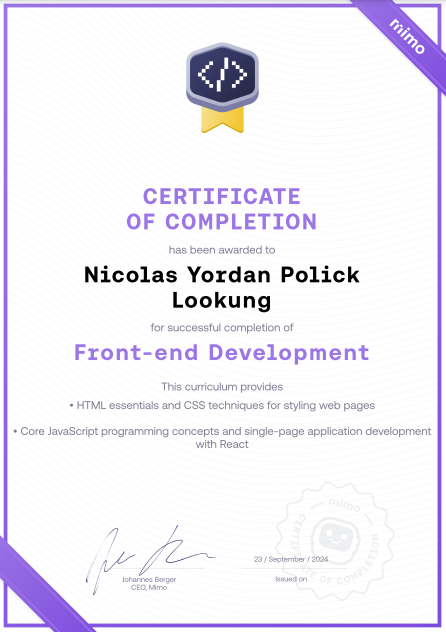 mimo
</>
CERTIFICATE
OF COMPLETION
has been awarded to
Nicolas Yordan Polick
Lookung
for successful completion of
Front-end Development
This curriculum provides
• HTML essentials and CSS techniques for styling web pages
• Core JavaScript programming concepts and single-page application development
with React
mimo
CERTIFICATE OF COMPLETION
23 / September / 2024
Johannes Berger
CEO, Mimo
Issued on